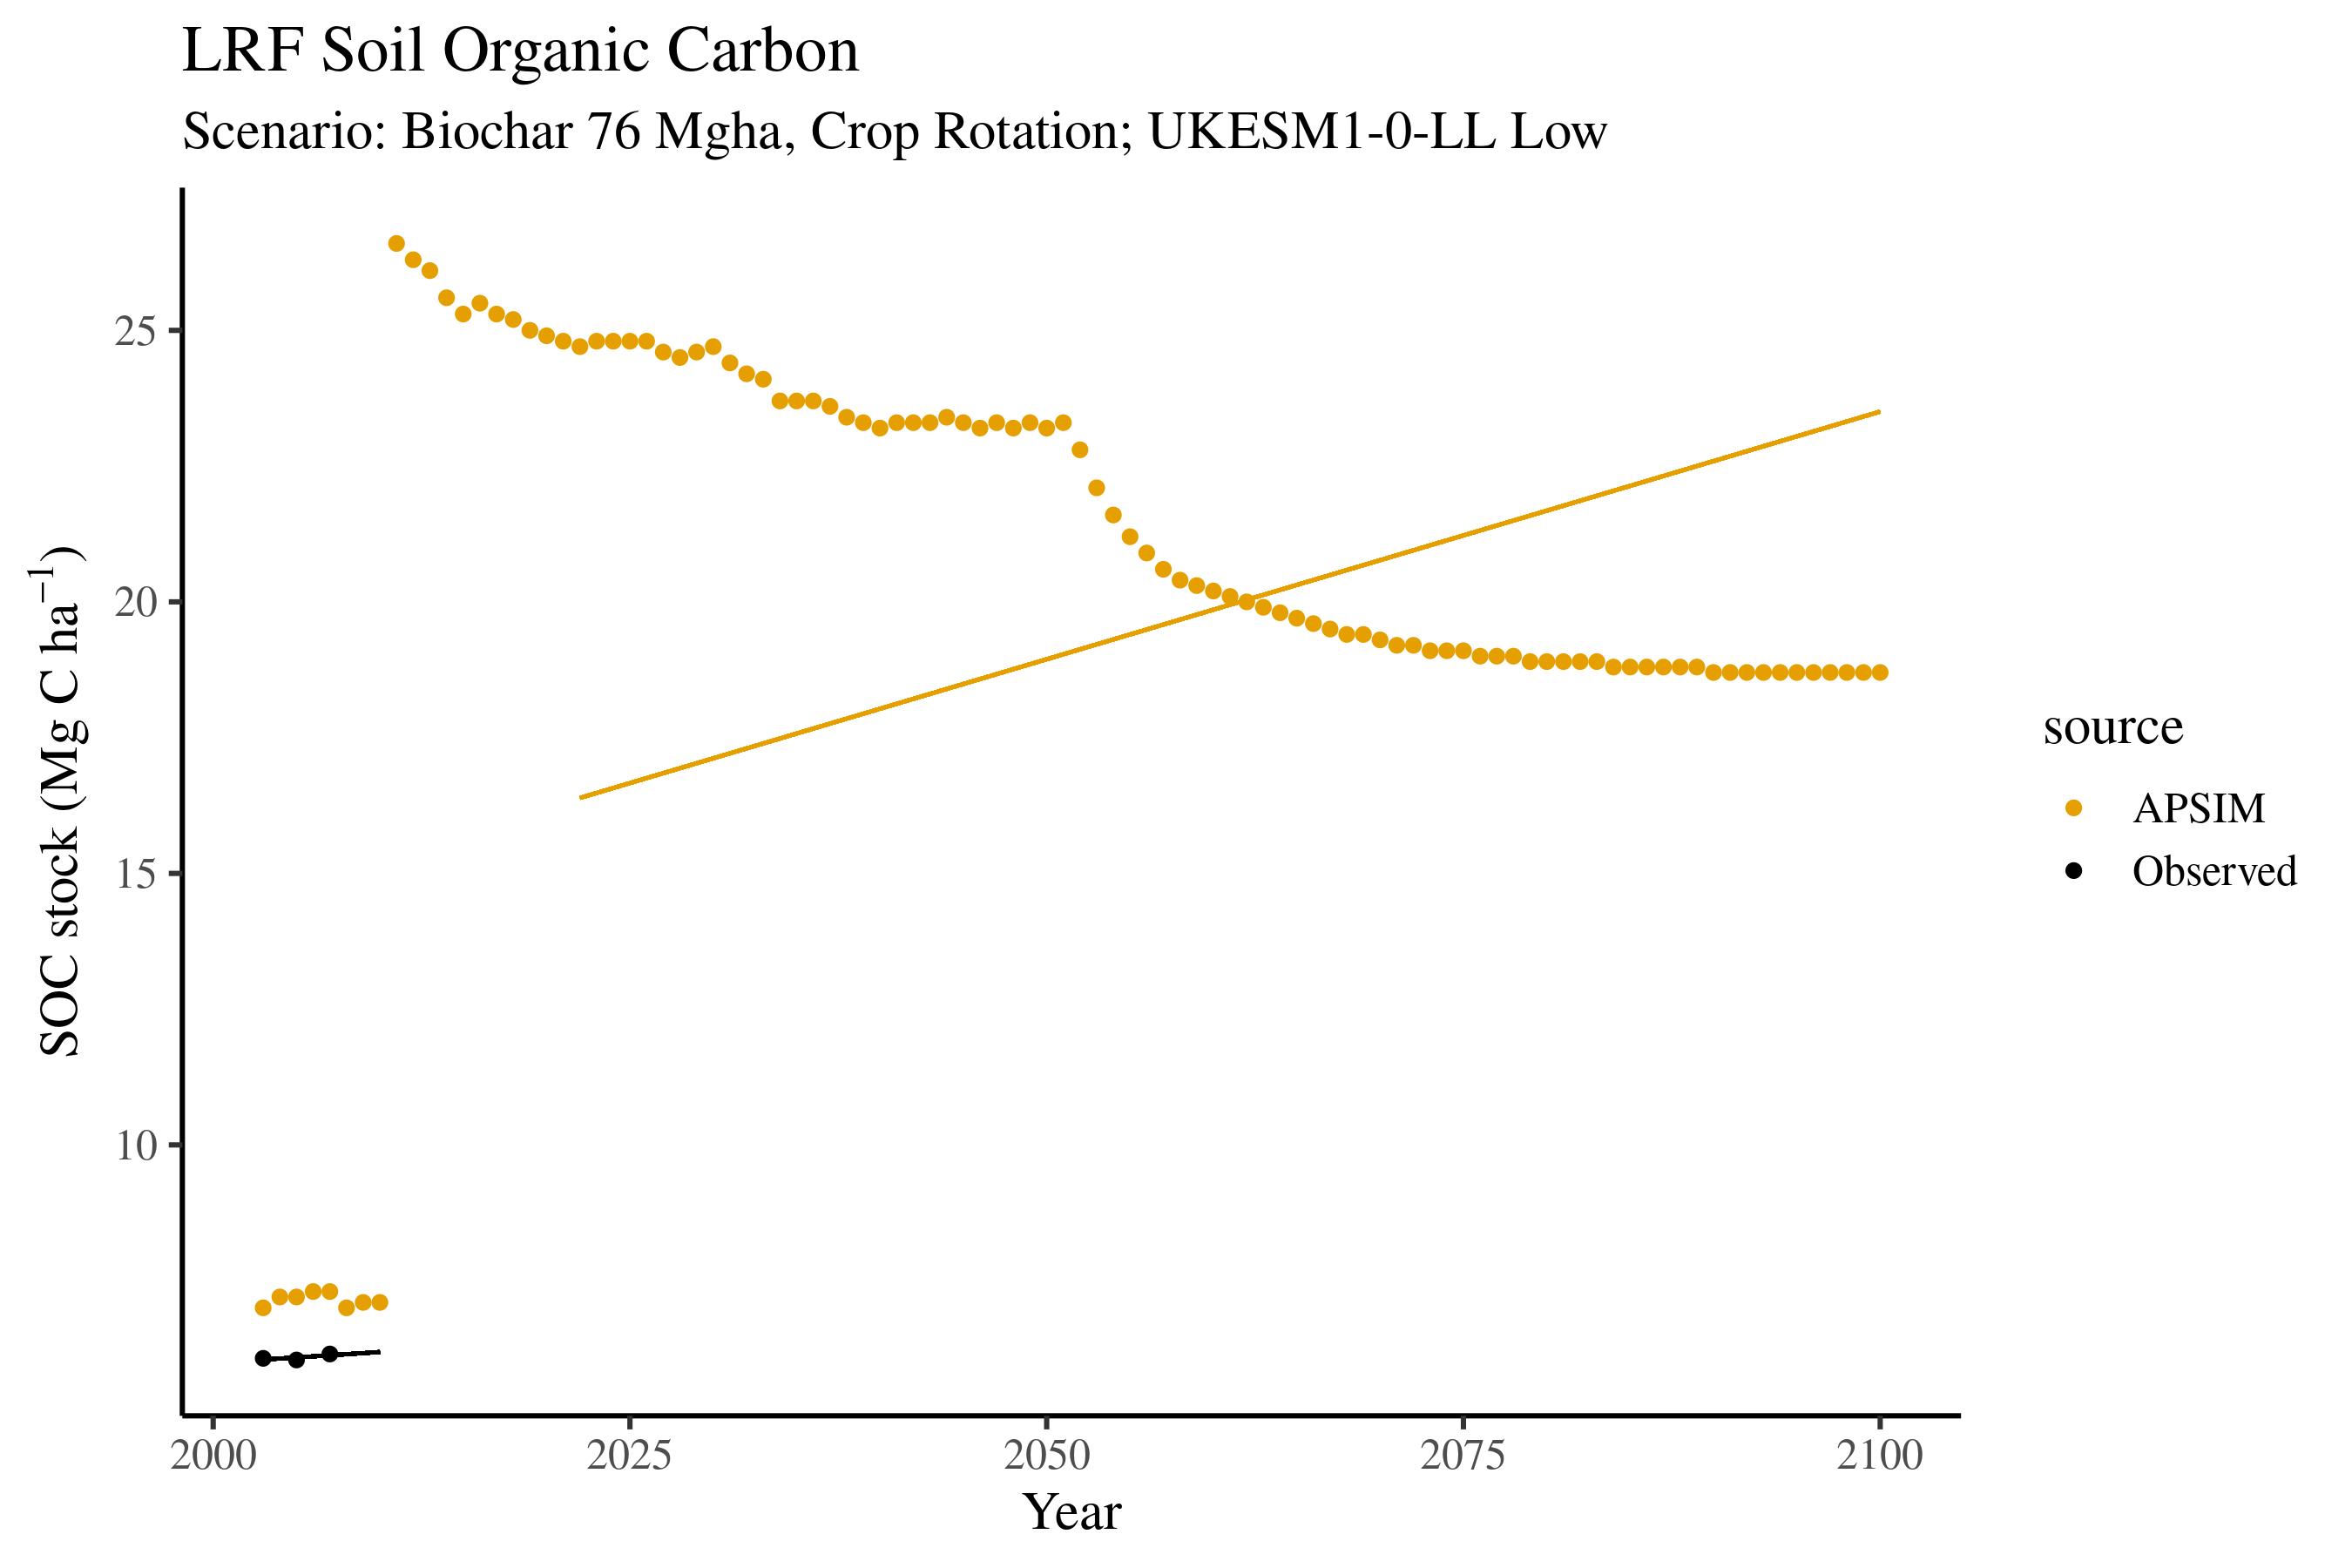 LRF Soil Organic Carbon
Scenario: Biochar 76 Mgha, Crop Rotation; UKESM1-0-LL Low
SOC stock (Mg C ha⁻¹)
25
20
15
10
2000 2025 2050 2075 2100
Year
source
APSIM
Observed